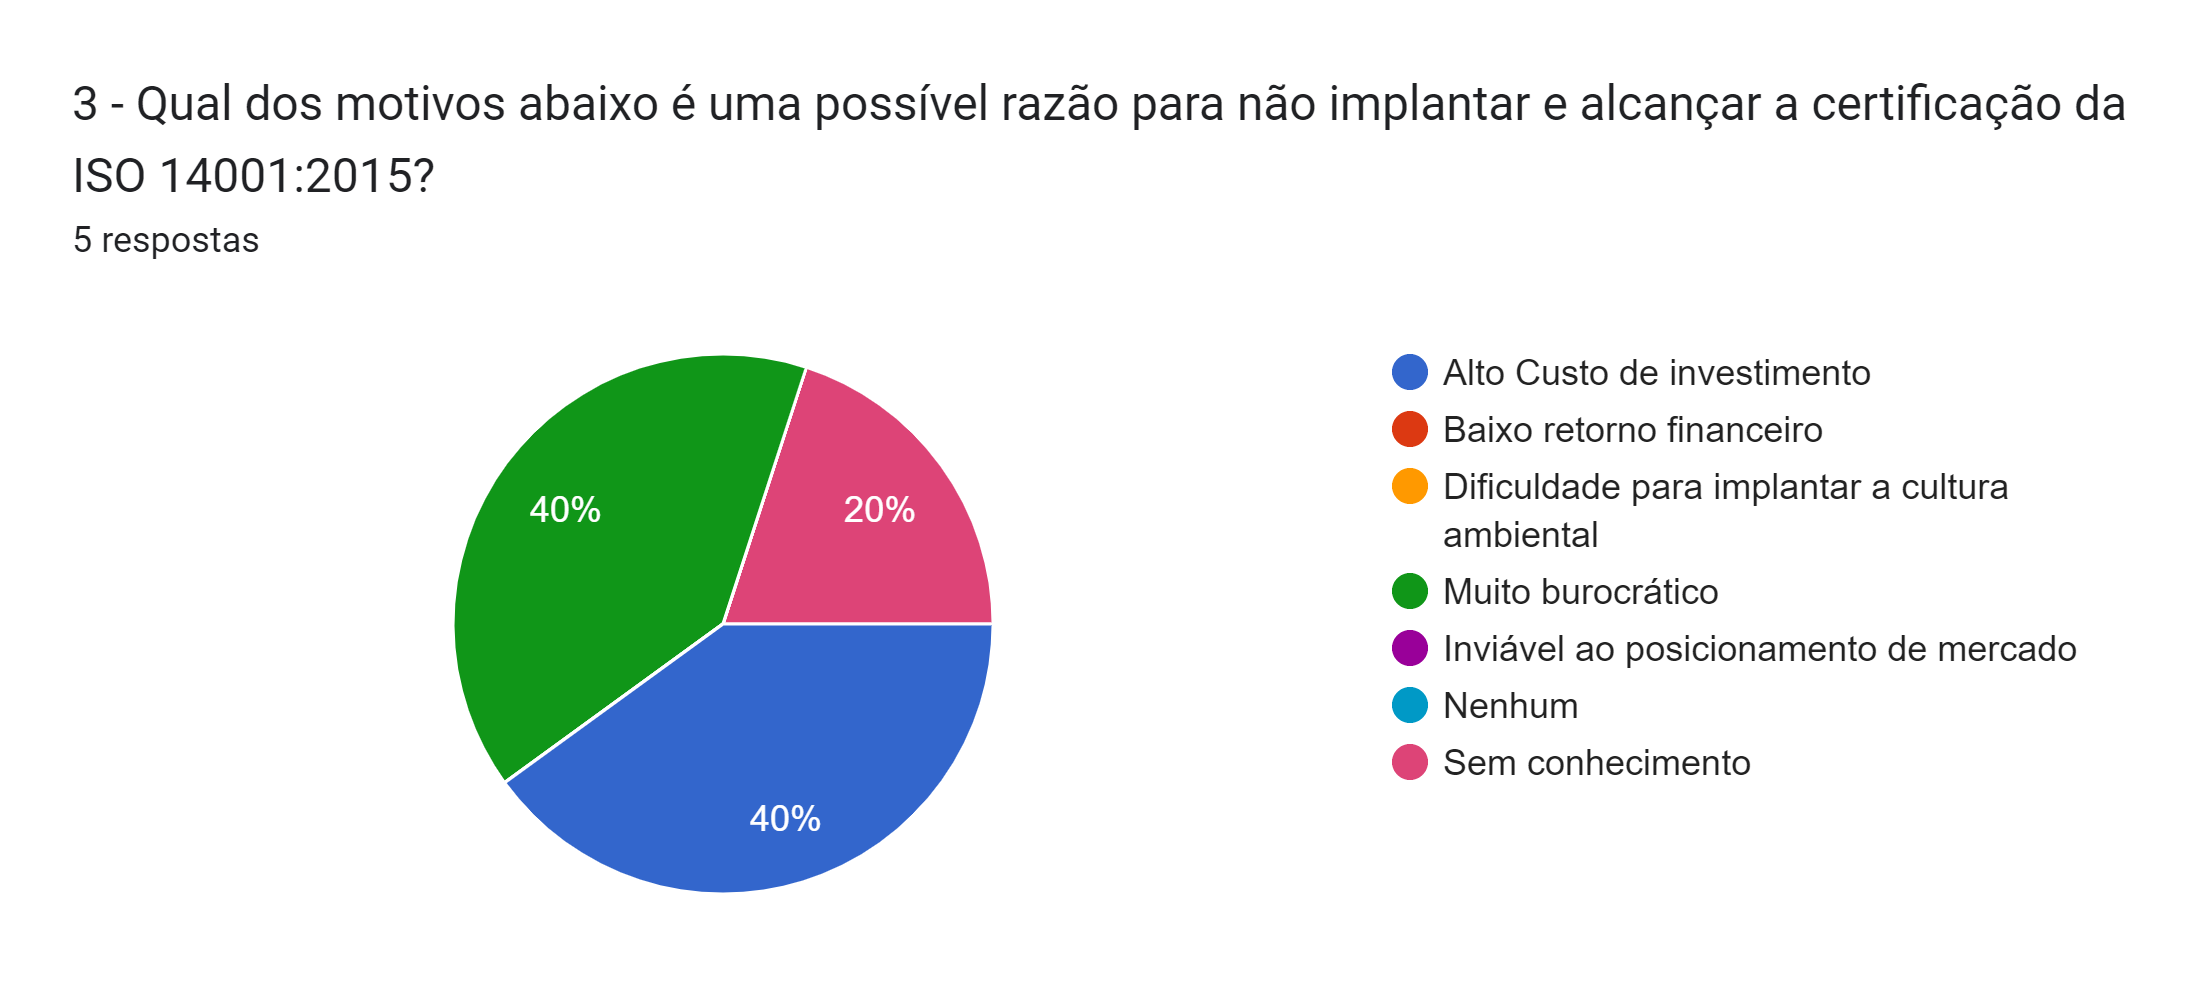 3 - Qual dos motivos abaixo é uma possível razão para não implantar e alcançar a certificação da
ISO 14001:2015?
5 respostas
40%
20%
40%
Alto Custo de investimento
Baixo retorno financeiro
Dificuldade para implantar a cultura
ambiental
Muito burocrático
Inviável ao posicionamento de mercado
Nenhum
Sem conhecimento